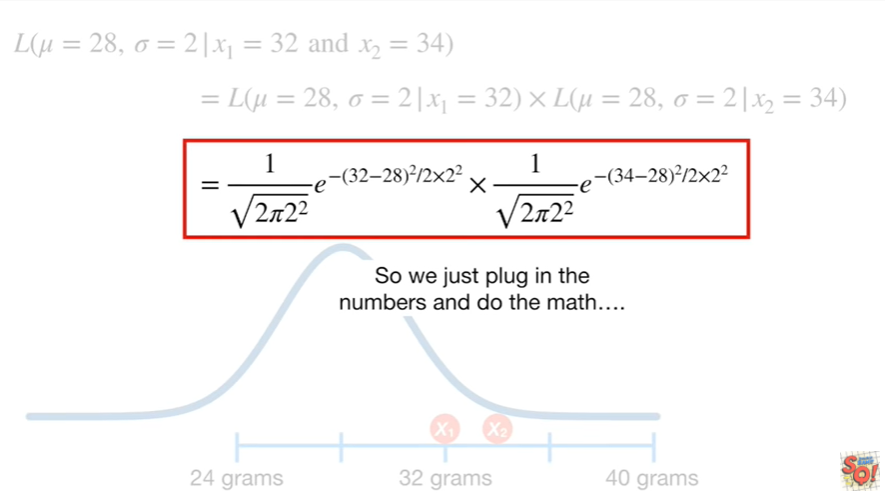 L(μ = 28, σ = 2|x₁ = 32 and x₂ = 34)
= L(μ = 28, σ = 2|x₁ = 32) × L(μ = 28, σ = 2|x₂ = 34)
= 1/√(2π2²) e^(−(32−28)²/2×2²) × 1/√(2π2²) e^(−(34−28)²/2×2²)
So we just plug in the
numbers and do the math….
X₁ X₂
24 grams 32 grams 40 grams